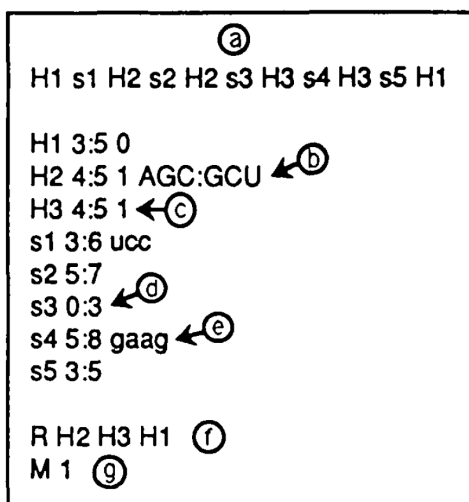 ⓐ
H1 s1 H2 s2 H2 s3 H3 s4 H3 s5 H1
H1 3:5 0
H2 4:5 1 AGC:GCU ⓑ
H3 4:5 1 ⓒ
s1 3:6 ucc
s2 5:7
s3 0:3 ⓓ
s4 5:8 gaag ⓔ
s5 3:5
R H2 H3 H1 ⓕ
M 1 ⓖ